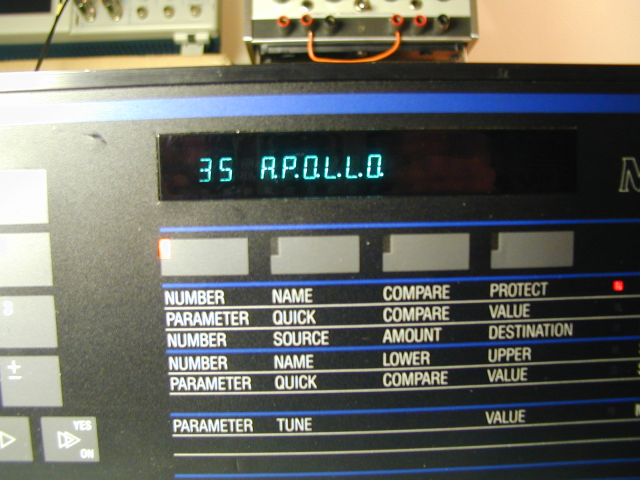 35 A.P.O.L.L.O.
NUMBER NAME COMPARE PROTECT
PARAMETER QUICK COMPARE VALUE
NUMBER SOURCE AMOUNT DESTINATION
NUMBER NAME LOWER UPPER
PARAMETER QUICK COMPARE VALUE
PARAMETER TUNE VALUE
3
±
YES
ON